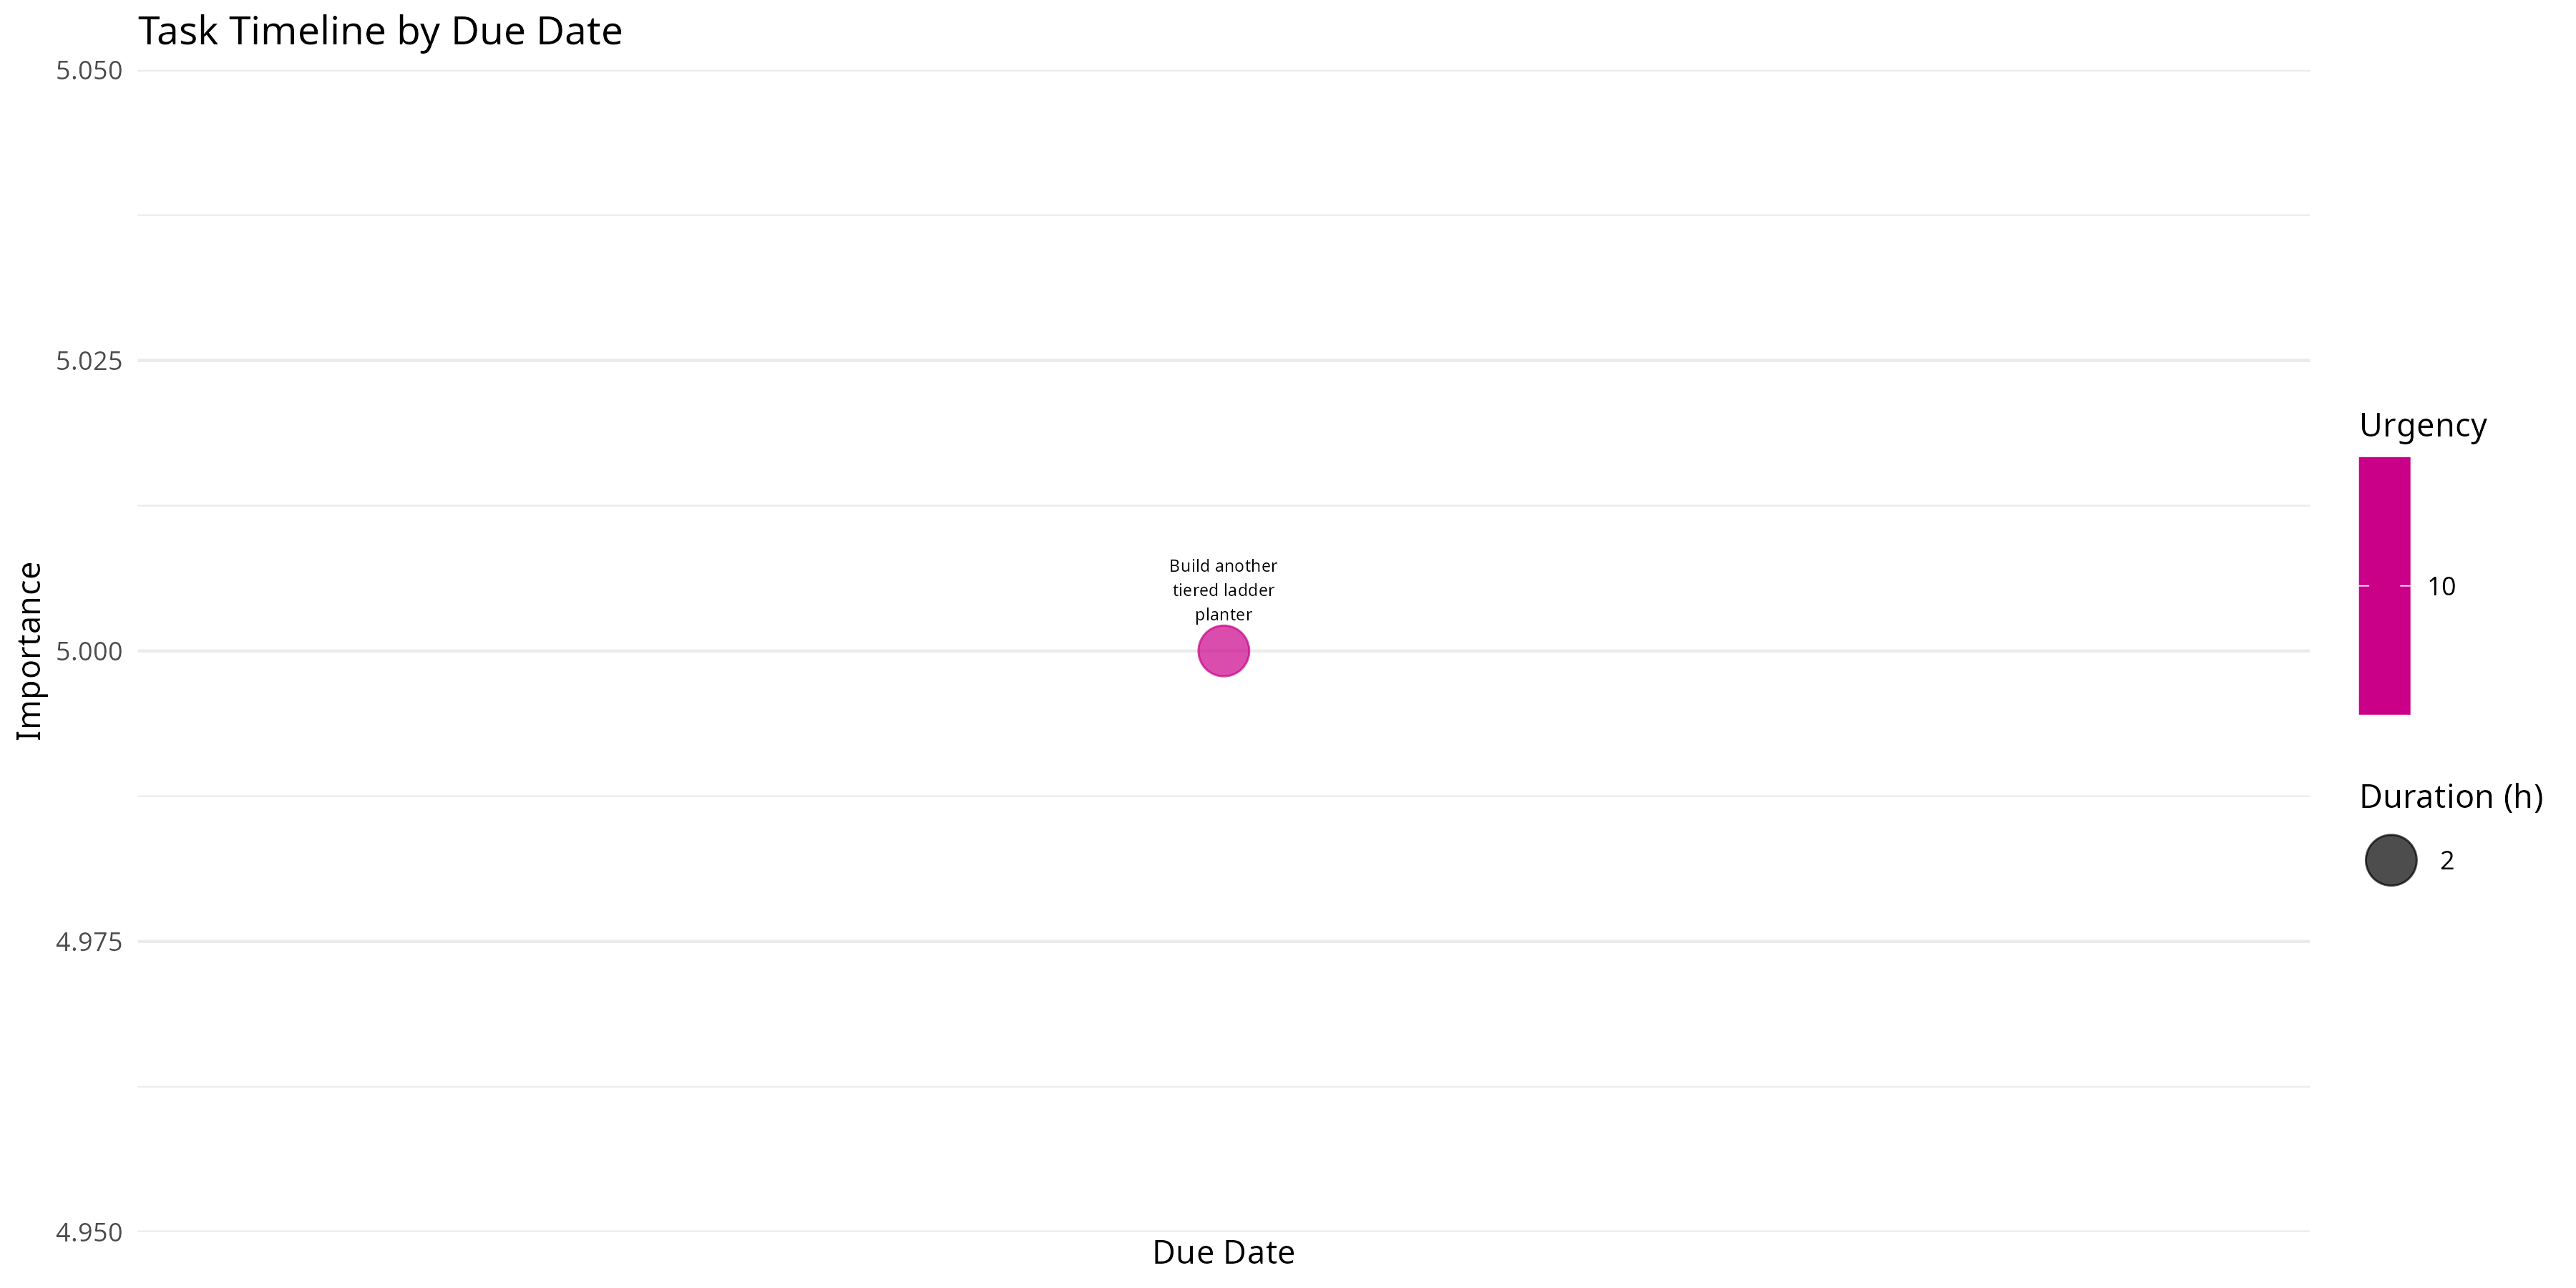 Task Timeline by Due Date
5.050
5.025
5.000
4.975
4.950
Importance
Build another
tiered ladder
planter
Due Date
Urgency
10
Duration (h)
2